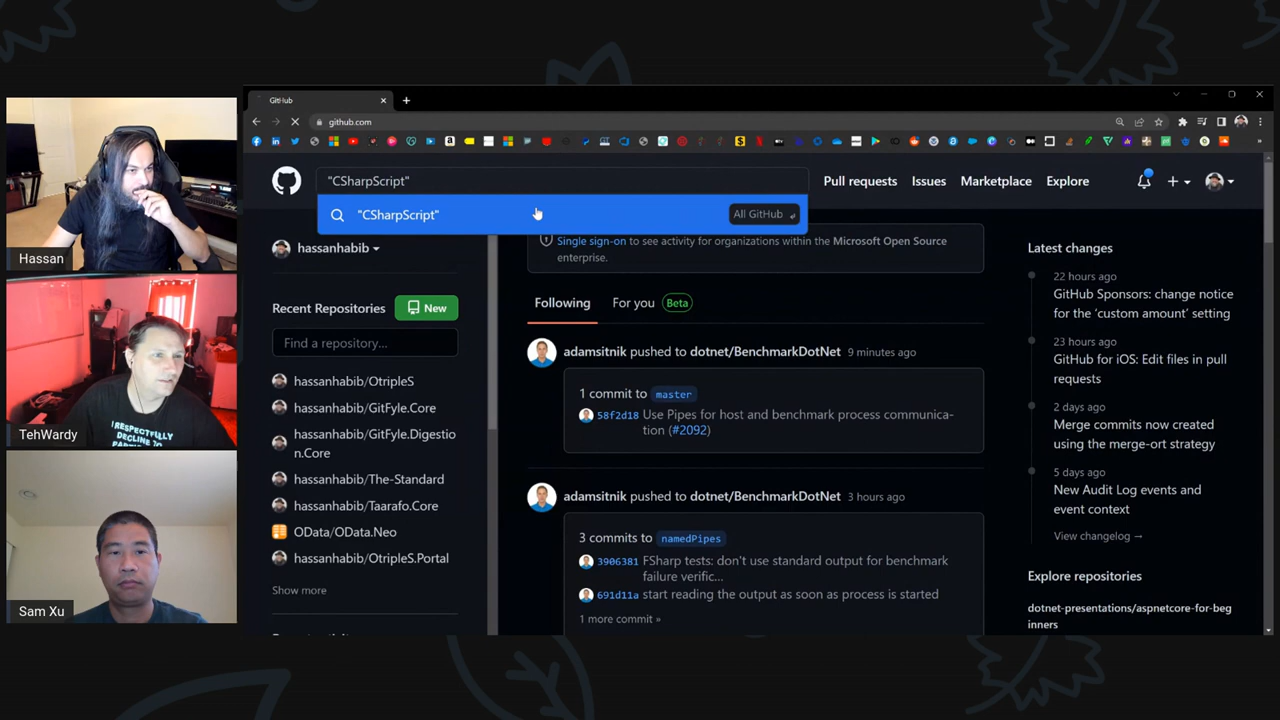 GitHub
github.com
"CSharpScript"
Pull requests Issues Marketplace Explore
"CSharpScript" All GitHub
hassanhabib
Recent Repositories New
Find a repository...
hassanhabib/OtripleS
hassanhabib/GitFyle.Core
hassanhabib/GitFyle.Digestio
n.Core
hassanhabib/The-Standard
hassanhabib/Taarafo.Core
OData/OData.Neo
hassanhabib/OtripleS.Portal
Show more
Single sign-on to see activity for organizations within the Microsoft Open Source
enterprise.
Following For you Beta
adamsitnik pushed to dotnet/BenchmarkDotNet 9 minutes ago
1 commit to master
58f2d18 Use Pipes for host and benchmark process communica-
tion (#2092)
adamsitnik pushed to dotnet/BenchmarkDotNet 3 hours ago
3 commits to namedPipes
3906381 FSharp tests: don't use standard output for benchmark
failure verific...
691d11a start reading the output as soon as process is started
1 more commit »
Latest changes
22 hours ago
GitHub Sponsors: change notice
for the 'custom amount' setting
23 hours ago
GitHub for iOS: Edit files in pull
requests
2 days ago
Merge commits now created
using the merge-ort strategy
5 days ago
New Audit Log events and
event context
View changelog →
Explore repositories
dotnet-presentations/aspnetcore-for-beg
inners
Hassan
I RESPECTFULLY
DECLINE TO
TehWardy
Sam Xu